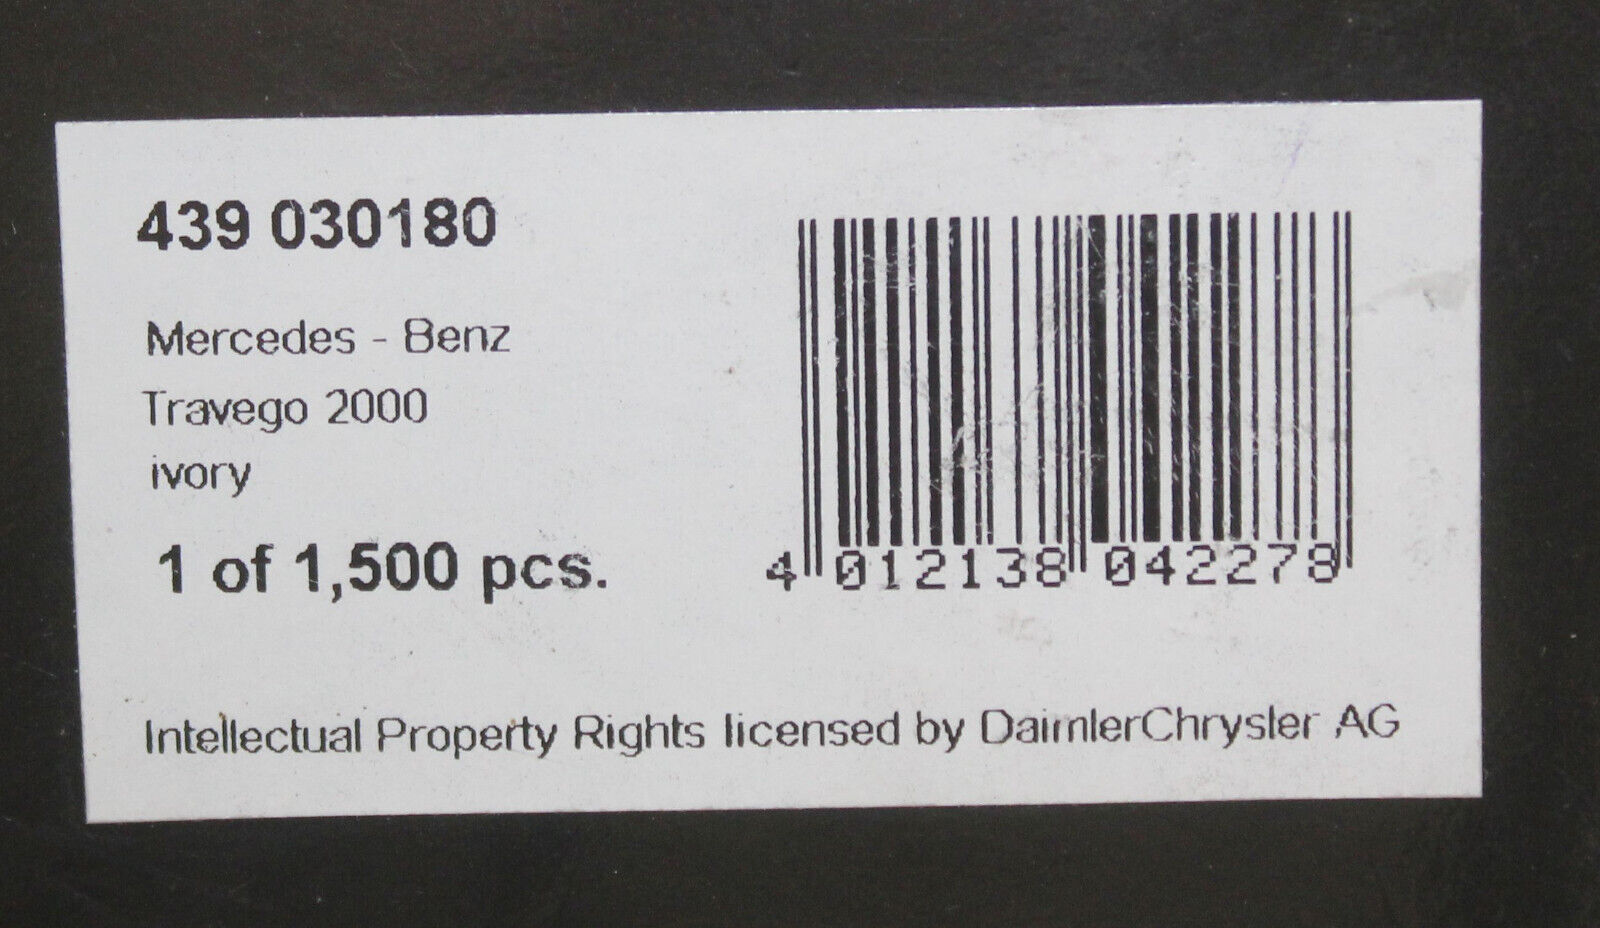 439 030180
Mercedes - Benz
Travego 2000
ivory
1 of 1,500 pcs.
4 012138 042278
Intellectual Property Rights licensed by DaimlerChrysler AG